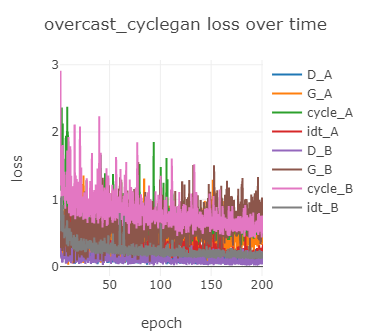 overcast_cyclegan loss over time
3
2
1
0
loss
50
100
150
200
epoch
D_A
G_A
cycle_A
idt_A
D_B
G_B
cycle_B
idt_B